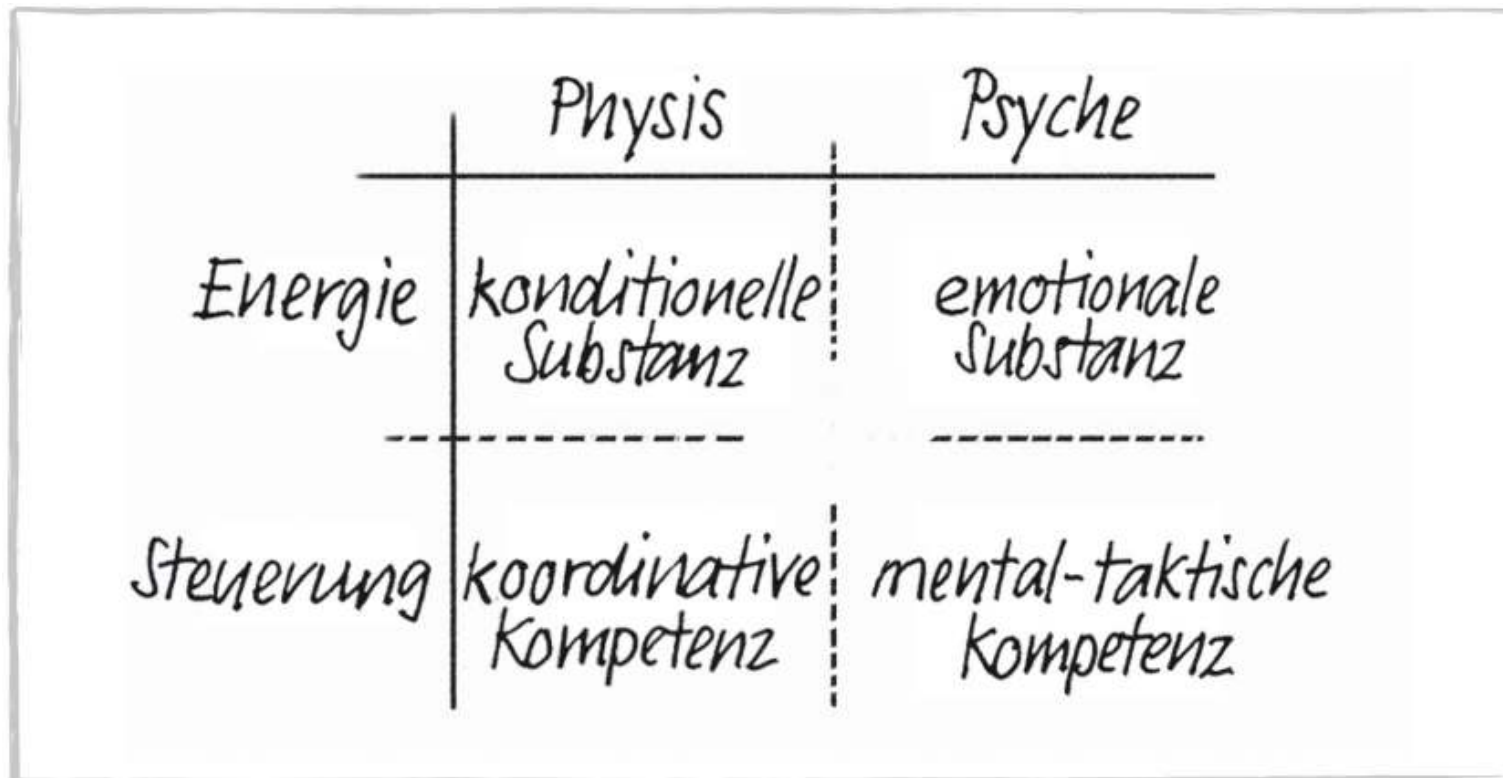 Physis Psyche
Energie konditionelle emotionale
Substanz Substanz
Steuerung koordinative mental-taktische
Kompetenz Kompetenz